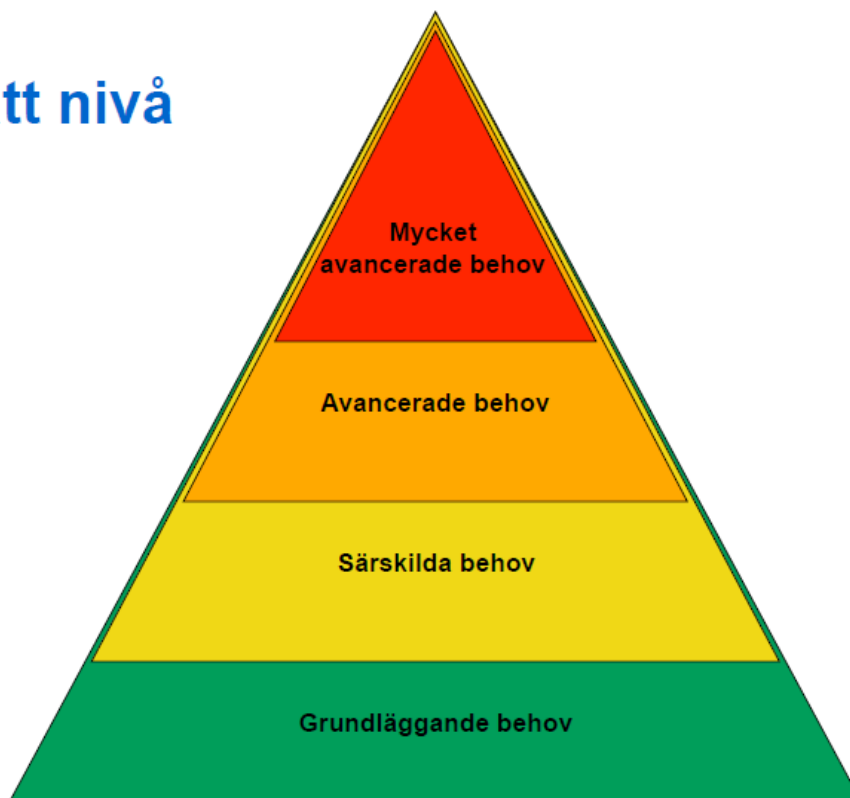 tt nivå
Mycket
avancerade behov
Avancerade behov
Särskilda behov
Grundläggande behov